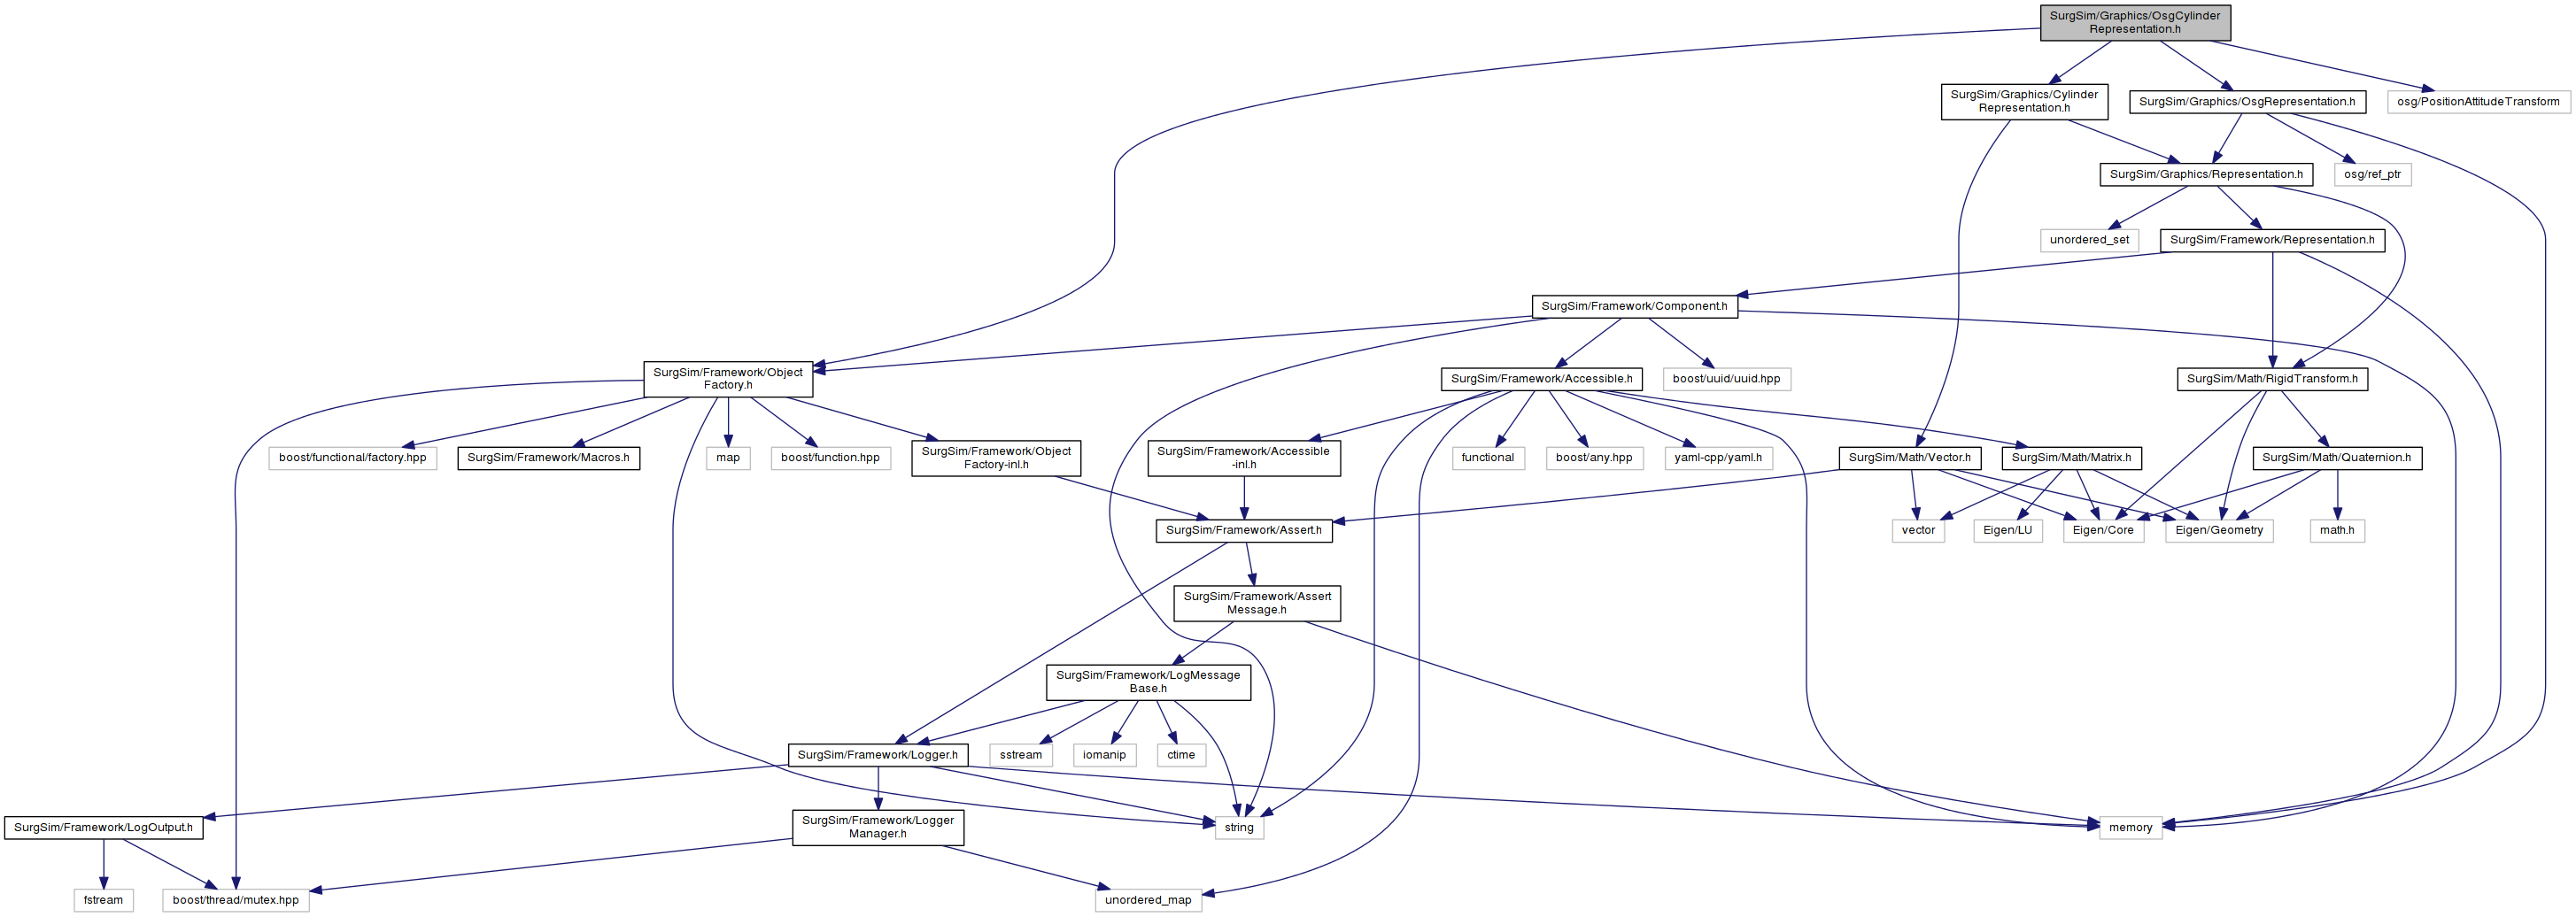 SurgSim/Graphics/OsgCylinder
Representation.h
SurgSim/Graphics/Cylinder
Representation.h
SurgSim/Graphics/OsgRepresentation.h
osg/PositionAttitudeTransform
SurgSim/Graphics/Representation.h
osg/ref_ptr
unordered_set
SurgSim/Framework/Representation.h
SurgSim/Framework/Component.h
SurgSim/Framework/Object
Factory.h
SurgSim/Framework/Accessible.h
boost/uuid/uuid.hpp
SurgSim/Math/RigidTransform.h
boost/functional/factory.hpp
SurgSim/Framework/Macros.h
map
boost/function.hpp
SurgSim/Framework/Object
Factory-inl.h
SurgSim/Framework/Accessible
-inl.h
functional
boost/any.hpp
yaml-cpp/yaml.h
SurgSim/Math/Vector.h
SurgSim/Math/Matrix.h
SurgSim/Math/Quaternion.h
SurgSim/Framework/Assert.h
vector
Eigen/LU
Eigen/Core
Eigen/Geometry
math.h
SurgSim/Framework/Assert
Message.h
SurgSim/Framework/LogMessage
Base.h
SurgSim/Framework/Logger.h
sstream
iomanip
ctime
SurgSim/Framework/LogOutput.h
SurgSim/Framework/Logger
Manager.h
string
memory
fstream
boost/thread/mutex.hpp
unordered_map